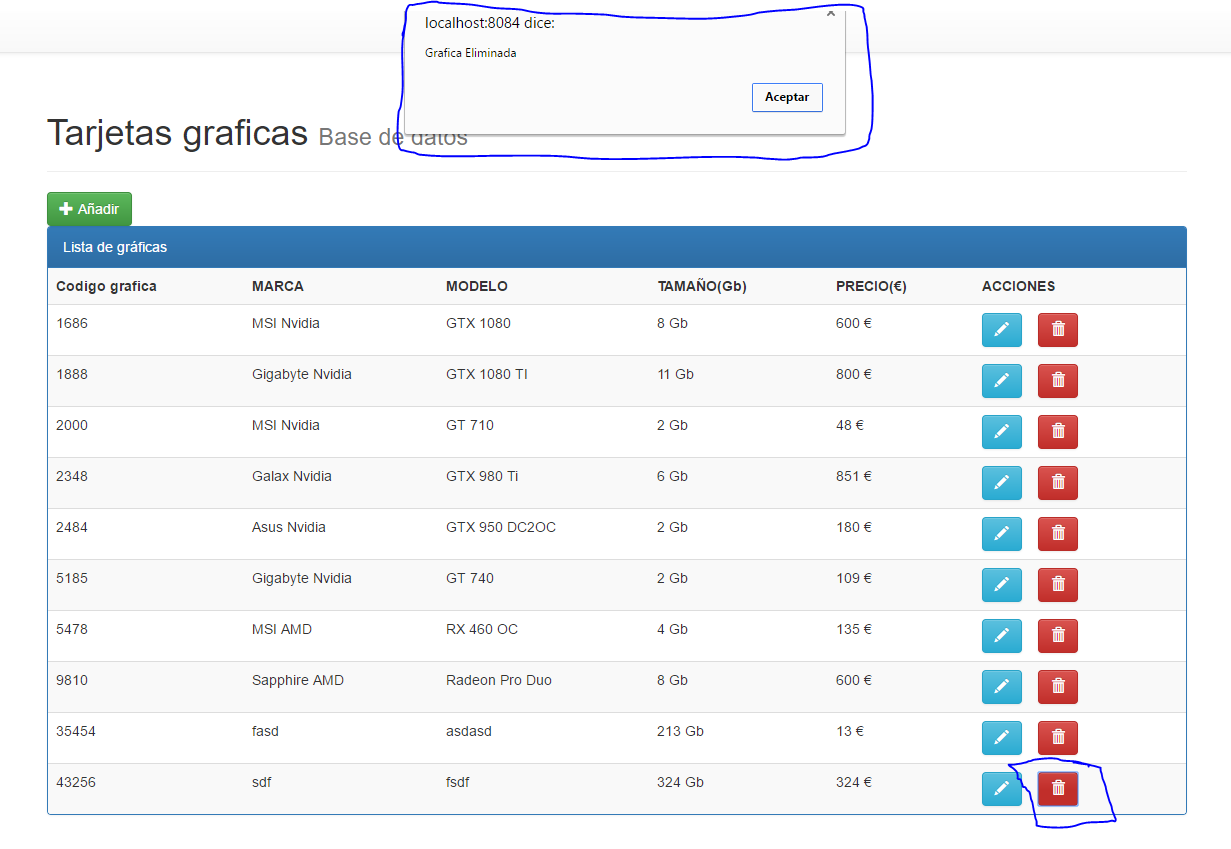 localhost:8084 dice:
Grafica Eliminada
Aceptar
Tarjetas graficas Base de datos
Añadir
Lista de gráficas
Codigo grafica MARCA MODELO TAMAÑO(Gb) PRECIO(€) ACCIONES
1686 MSI Nvidia GTX 1080 8 Gb 600 €
1888 Gigabyte Nvidia GTX 1080 TI 11 Gb 800 €
2000 MSI Nvidia GT 710 2 Gb 48 €
2348 Galax Nvidia GTX 980 Ti 6 Gb 851 €
2484 Asus Nvidia GTX 950 DC2OC 2 Gb 180 €
5185 Gigabyte Nvidia GT 740 2 Gb 109 €
5478 MSI AMD RX 460 OC 4 Gb 135 €
9810 Sapphire AMD Radeon Pro Duo 8 Gb 600 €
35454 fasd asdasd 213 Gb 13 €
43256 sdf fsdf 324 Gb 324 €